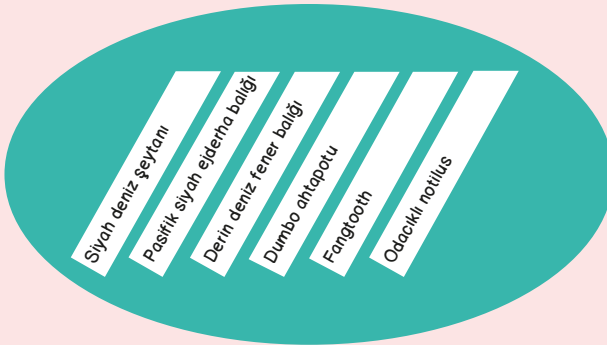 Siyah deniz şeytanı
Pasifik siyah ejderha balığı
Derin deniz fener balığı
Dumbo ahtapotu
Fangtooth
Odacıklı notilus